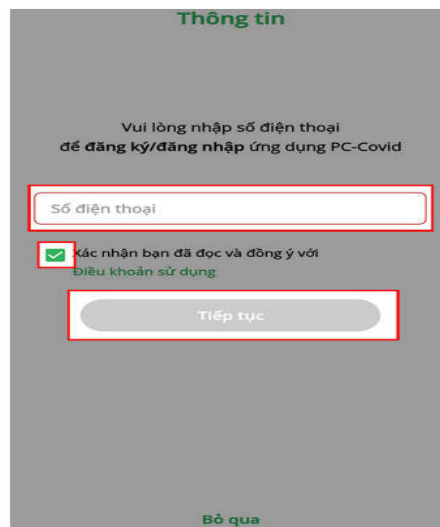 Thông tin
Vui lòng nhập số điện thoại
để đăng ký/đăng nhập ứng dụng PC-Covid
Số điện thoại
Xác nhận bạn đã đọc và đồng ý với
Điều khoản sử dụng
Tiếp tục
Bỏ qua